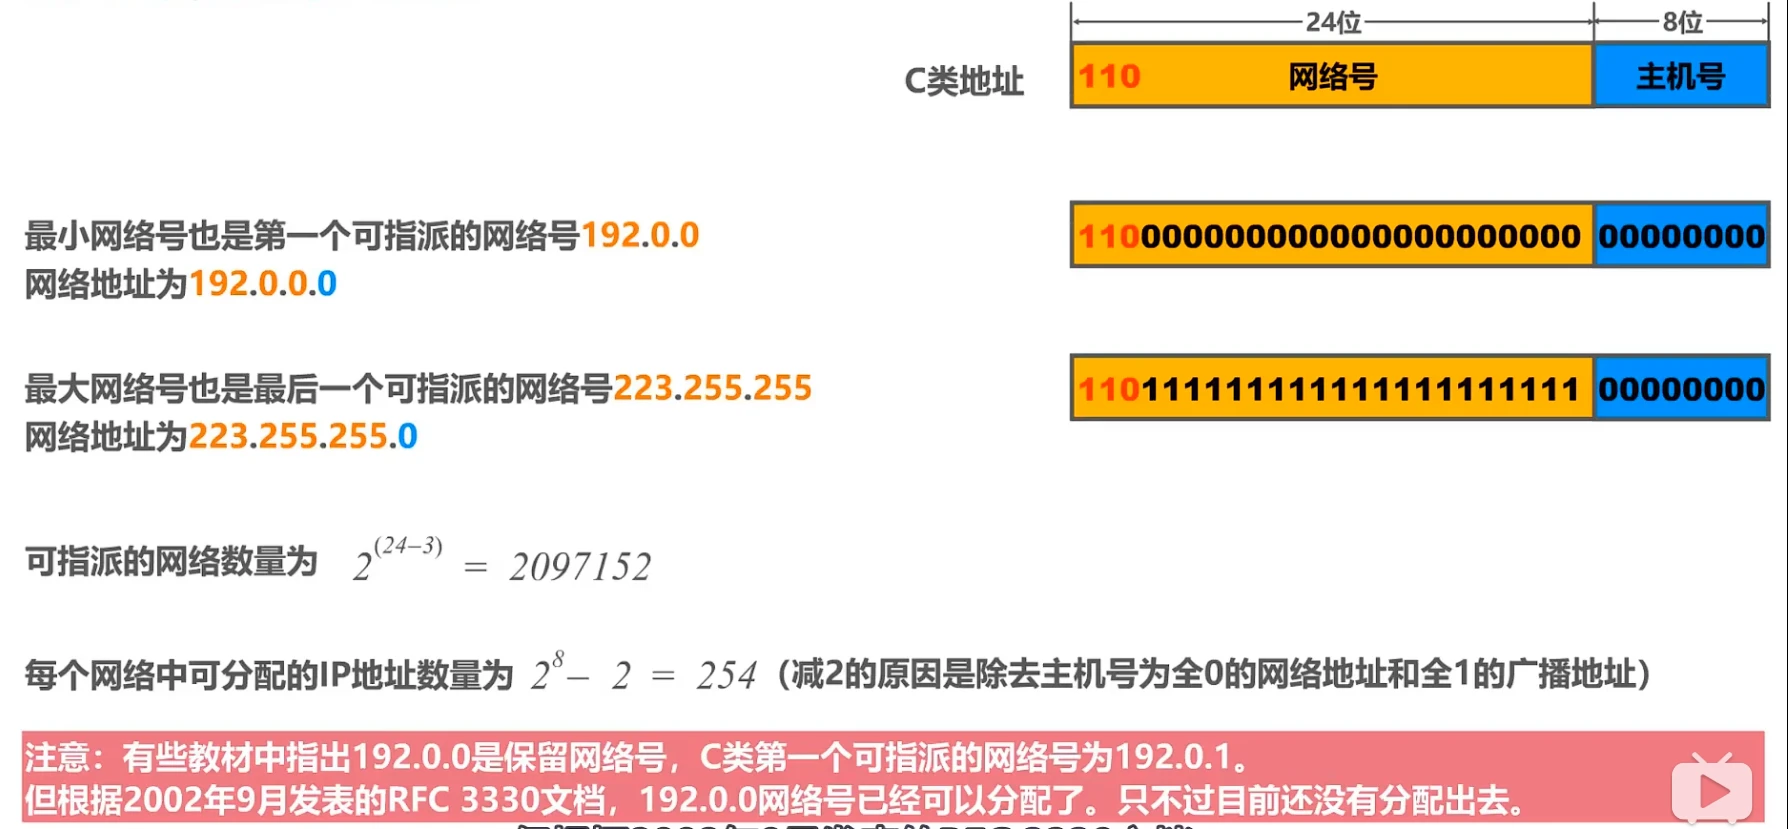 24位 8位
C类地址 110 网络号 主机号
最小网络号也是第一个可指派的网络号192.0.0
110000000000000000000000 00000000
网络地址为192.0.0.0
最大网络号也是最后一个可指派的网络号223.255.255
110111111111111111111111 00000000
网络地址为223.255.255.0
可指派的网络数量为 2^(24–3) = 2097152
每个网络中可分配的IP地址数量为 2^8 – 2 = 254（减2的原因是除去主机号为全0的网络地址和全1的广播地址）
注意：有些教材中指出192.0.0是保留网络号，C类第一个可指派的网络号为192.0.1。
但根据2002年9月发表的RFC 3330文档，192.0.0网络号已经可以分配了。只不过目前还没有分配出去。